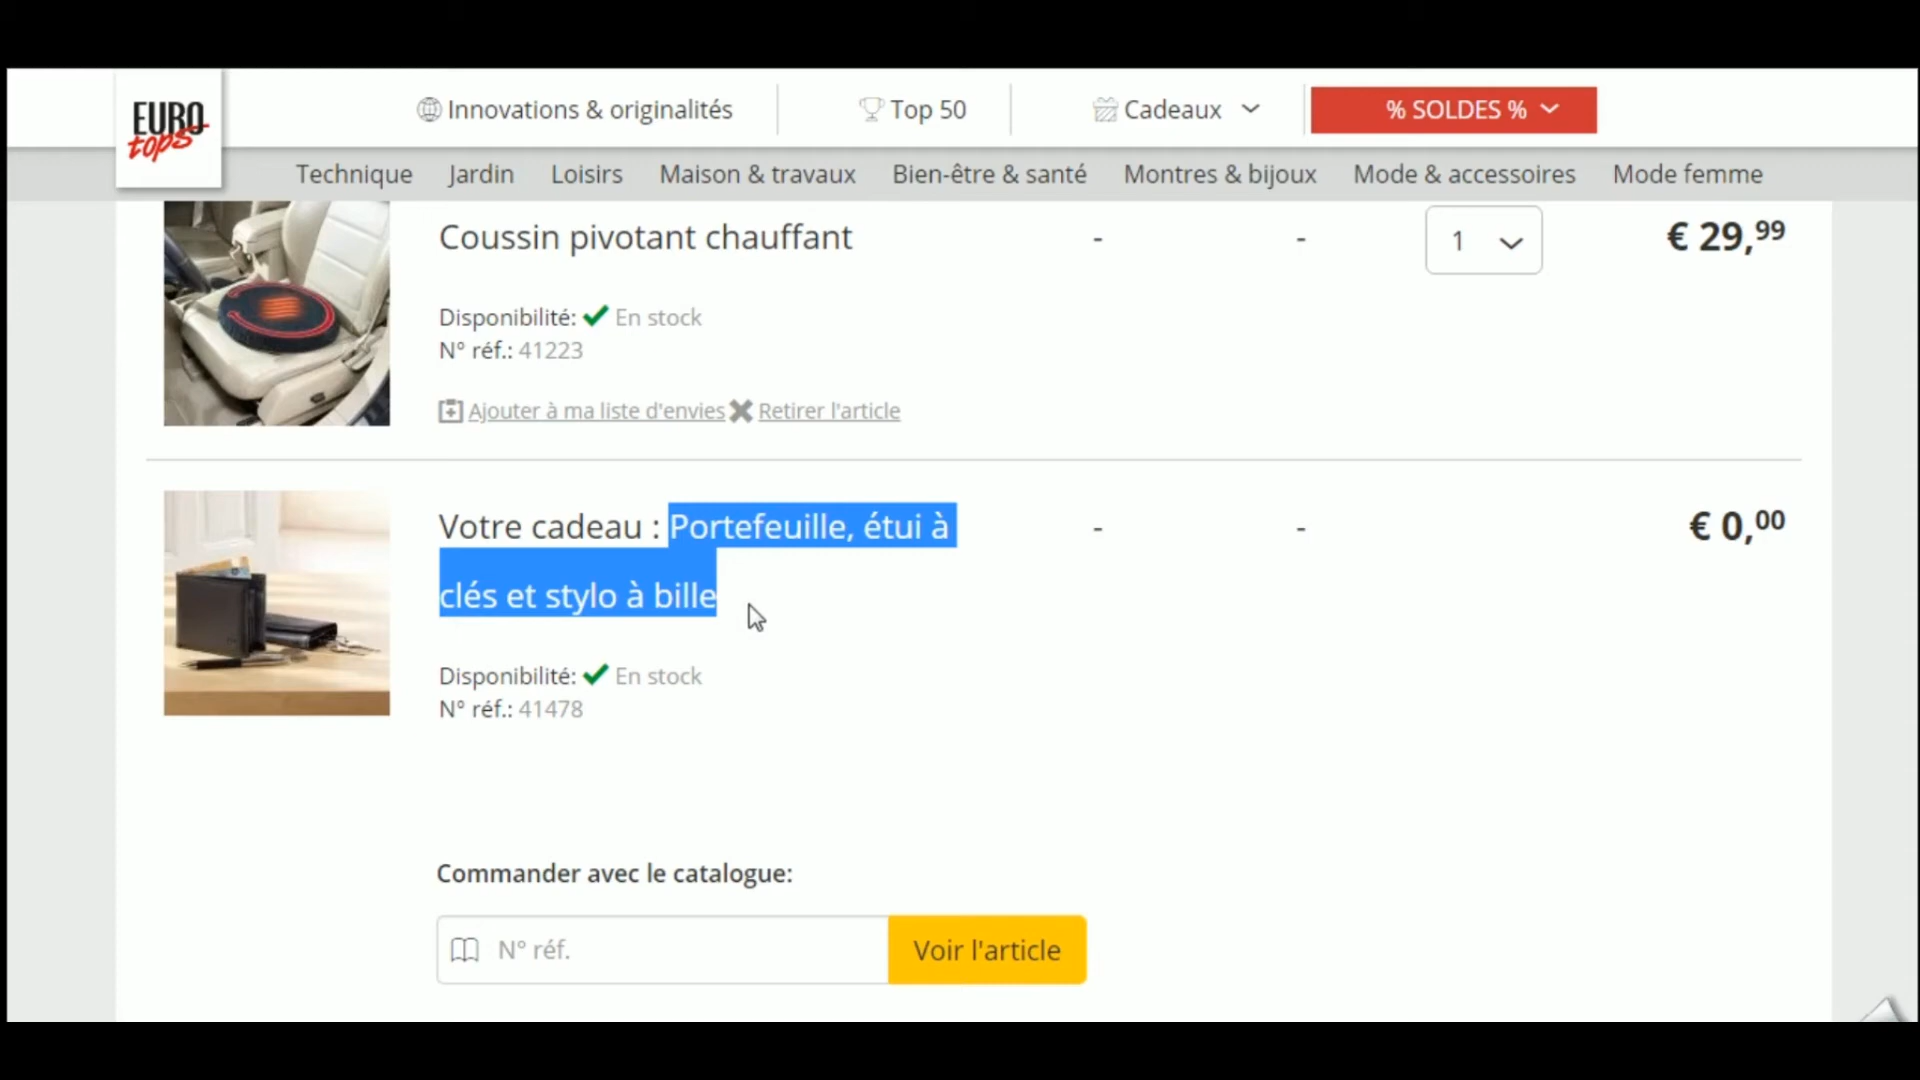 EURO
tops
Innovations & originalités
Top 50
Cadeaux
% SOLDES %
Technique
Jardin
Loisirs
Maison & travaux
Bien-être & santé
Montres & bijoux
Mode & accessoires
Mode femme
Coussin pivotant chauffant
-
-
1
€ 29,99
Disponibilité: En stock
N° réf.: 41223
Ajouter à ma liste d'envies
Retirer l'article
Votre cadeau : Portefeuille, étui à
clés et stylo à bille
-
-
€ 0,00
Disponibilité: En stock
N° réf.: 41478
Commander avec le catalogue:
N° réf.
Voir l'article